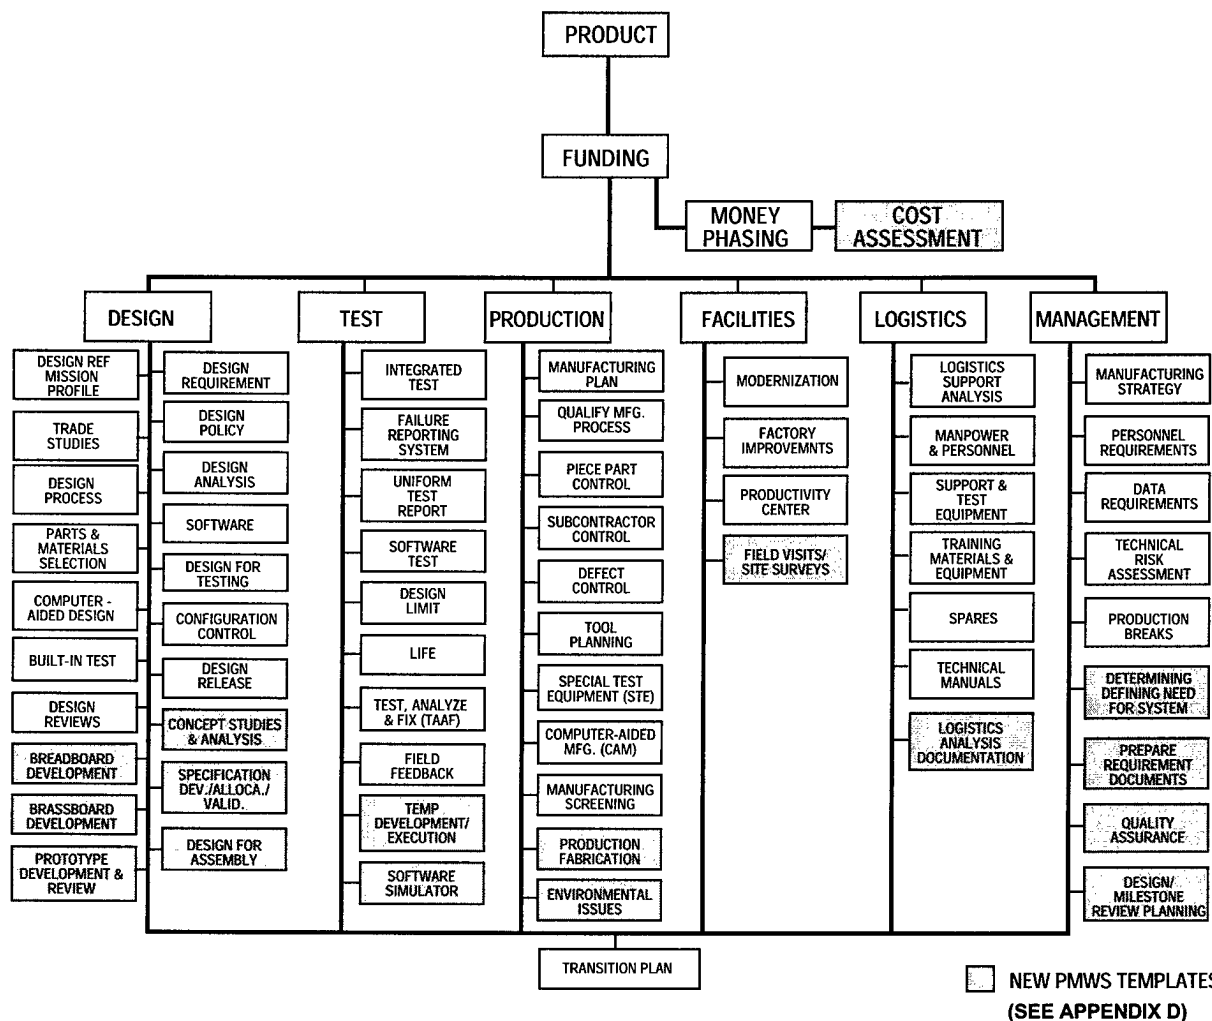 PRODUCT
FUNDING
MONEY
PHASING
COST
ASSESSMENT
DESIGN
TEST
PRODUCTION
FACILITIES
LOGISTICS
MANAGEMENT
DESIGN REF
MISSION
PROFILE
TRADE
STUDIES
DESIGN
PROCESS
PARTS &
MATERIALS
SELECTION
COMPUTER -
AIDED DESIGN
BUILT-IN TEST
DESIGN
REVIEWS
BREADBOARD
DEVELOPMENT
BRASSBOARD
DEVELOPMENT
PROTOTYPE
DEVELOPMENT &
REVIEW
DESIGN
REQUIREMENT
DESIGN
POLICY
DESIGN
ANALYSIS
SOFTWARE
DESIGN FOR
TESTING
CONFIGURATION
CONTROL
DESIGN
RELEASE
CONCEPT STUDIES
& ANALYSIS
SPECIFICATION
DEV./ALLOCA./
VALID.
DESIGN FOR
ASSEMBLY
INTEGRATED
TEST
FAILURE
REPORTING
SYSTEM
UNIFORM
TEST
REPORT
SOFTWARE
TEST
DESIGN
LIMIT
LIFE
TEST, ANALYZE
& FIX (TAAF)
FIELD
FEEDBACK
TEMP
DEVELOPMENT/
EXECUTION
SOFTWARE
SIMULATOR
MANUFACTURING
PLAN
QUALIFY MFG.
PROCESS
PIECE PART
CONTROL
SUBCONTRACTOR
CONTROL
DEFECT
CONTROL
TOOL
PLANNING
SPECIAL TEST
EQUIPMENT (STE)
COMPUTER-AIDED
MFG. (CAM)
MANUFACTURING
SCREENING
PRODUCTION
FABRICATION
ENVIRONMENTAL
ISSUES
MODERNIZATION
FACTORY
IMPROVEMNTS
PRODUCTIVITY
CENTER
FIELD VISITS/
SITE SURVEYS
LOGISTICS
SUPPORT
ANALYSIS
MANPOWER
& PERSONNEL
SUPPORT &
TEST
EQUIPMENT
TRAINING
MATERIALS &
EQUIPMENT
SPARES
TECHNICAL
MANUALS
LOGISTICS
ANALYSIS
DOCUMENTATION
MANUFACTURING
STRATEGY
PERSONNEL
REQUIREMENTS
DATA
REQUIREMENTS
TECHNICAL
RISK
ASSESSMENT
PRODUCTION
BREAKS
DETERMINING
DEFINING NEED
FOR SYSTEM
PREPARE
REQUIREMENT
DOCUMENTS
QUALITY
ASSURANCE
DESIGN/
MILESTONE
REVIEW PLANNING
TRANSITION PLAN
NEW PMWS TEMPLATES
(SEE APPENDIX D)